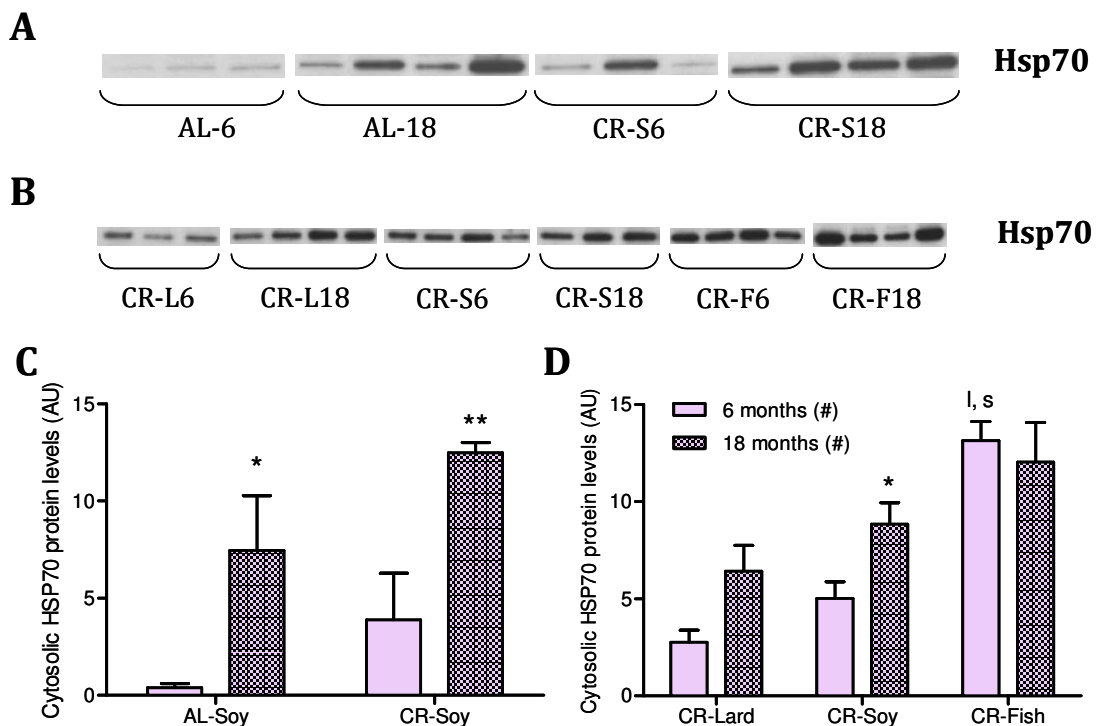 A
Hsp70
AL-6 AL-18 CR-S6 CR-S18
B
Hsp70
CR-L6 CR-L18 CR-S6 CR-S18 CR-F6 CR-F18
C
Cytosolic HSP70 protein levels (AU)
15
10
5
0
*
**
AL-Soy CR-Soy
D
Cytosolic HSP70 protein levels (AU)
15
10
5
0
6 months (#)
18 months (#)
*
l, s
CR-Lard CR-Soy CR-Fish